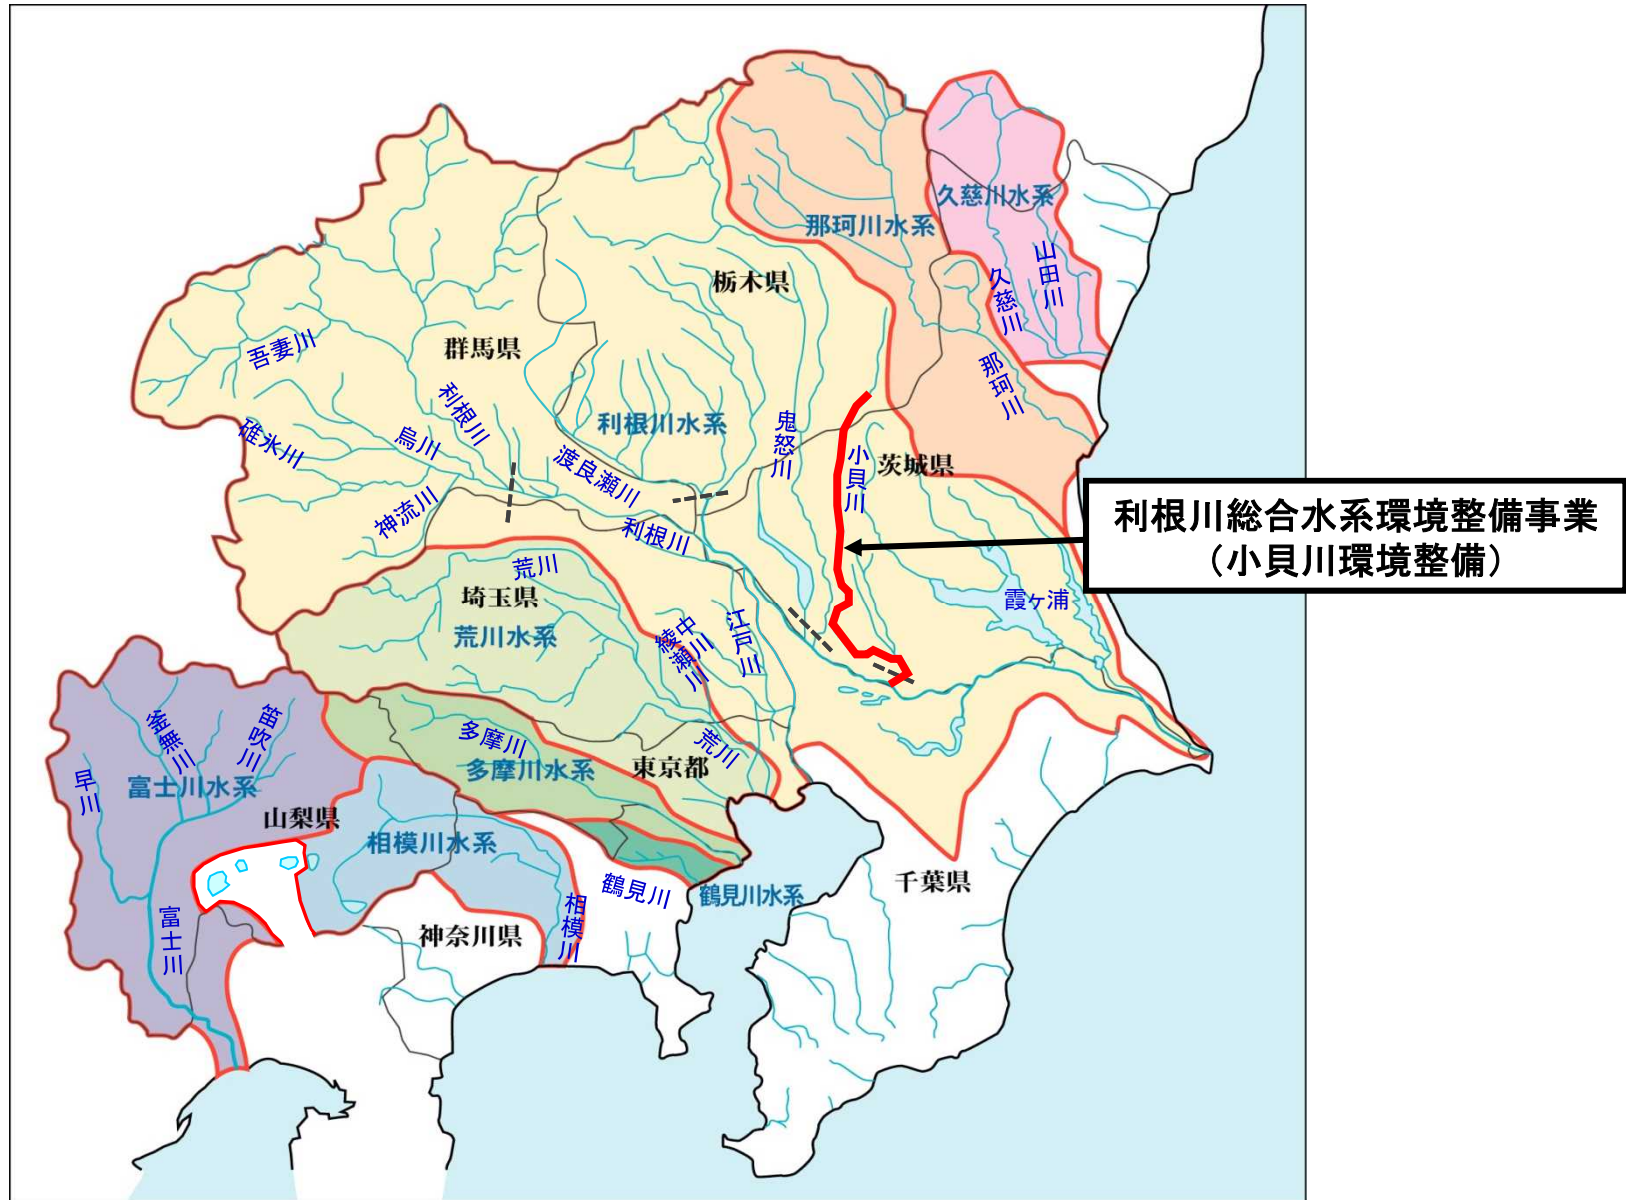 久慈川水系
那珂川水系
山田川
栃木県
久慈川
吾妻川
群馬県
那珂川
利根川
利根川水系
鬼怒川
碓氷川
烏川
小貝川
茨城県
渡良瀬川
神流川
利根川
利根川総合水系環境整備事業
（小貝川環境整備）
荒川
埼玉県
霞ヶ浦
荒川水系
中川
綾瀬川
江戸川
釜無川
笛吹川
多摩川
荒川
早川
富士川水系
多摩川水系
東京都
山梨県
相模川水系
千葉県
鶴見川
鶴見川水系
相模川
富士川
神奈川県